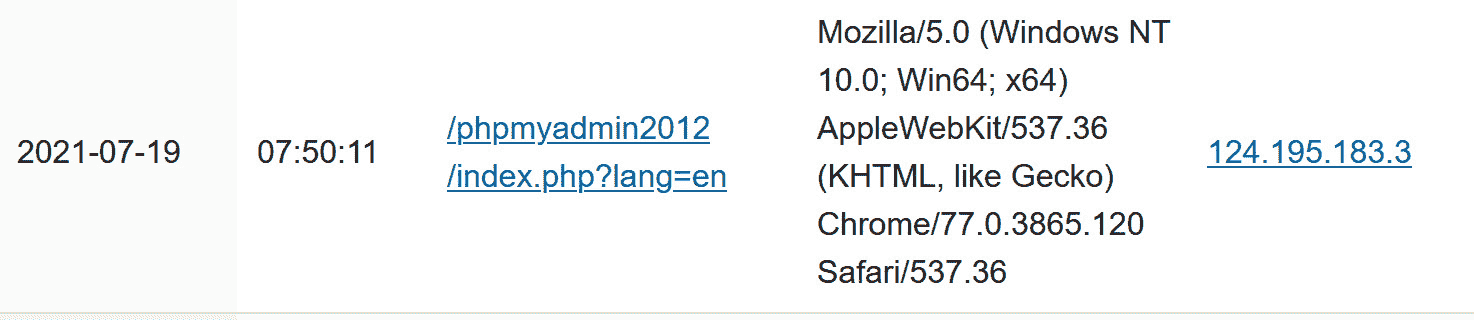 2021-07-19
07:50:11
/phpmyadmin2012
/index.php?lang=en
Mozilla/5.0 (Windows NT
10.0; Win64; x64)
AppleWebKit/537.36
(KHTML, like Gecko)
Chrome/77.0.3865.120
Safari/537.36
124.195.183.3